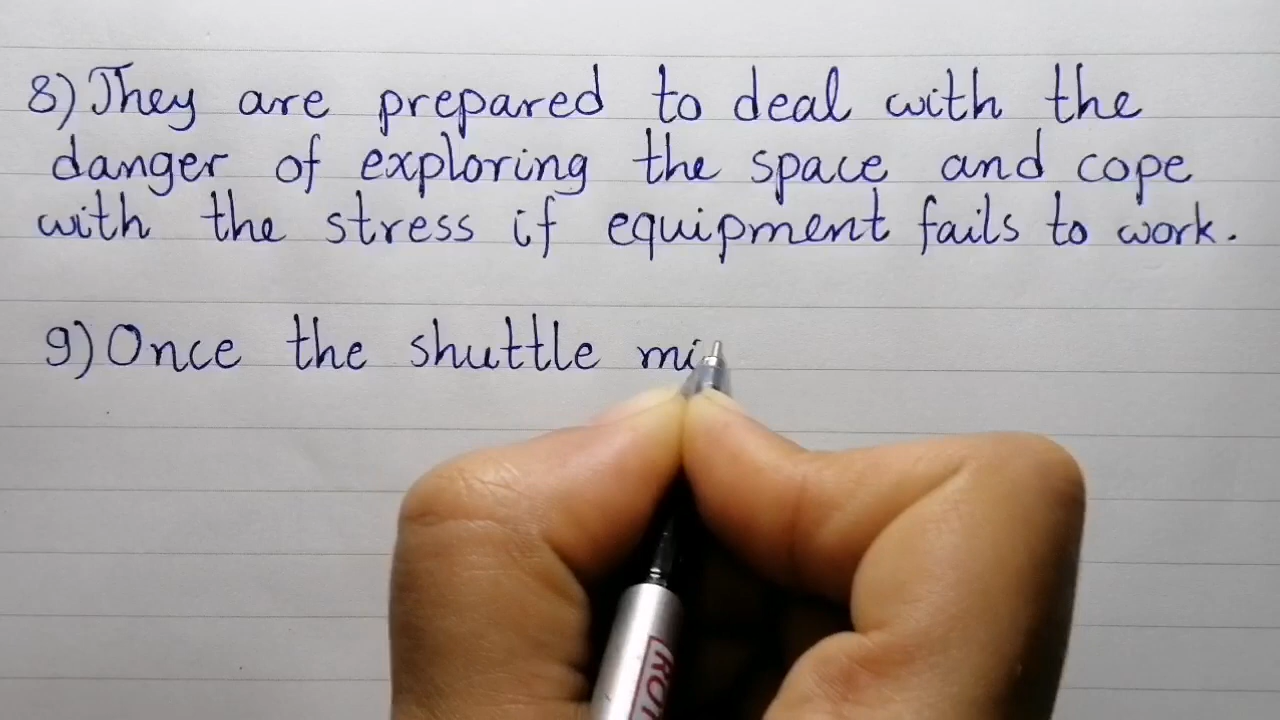 8) They are prepared to deal with the
danger of exploring the space and cope
with the stress if equipment fails to work.
9) Once the shuttle mi